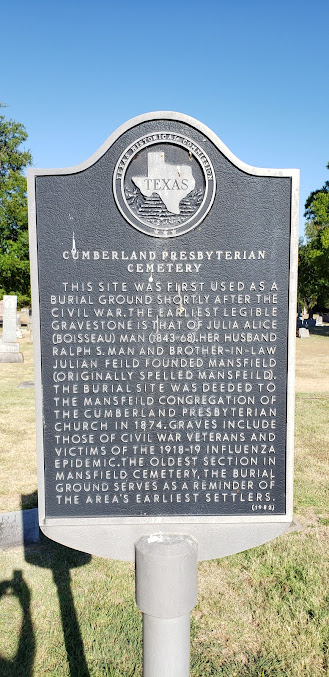 TEXAS HISTORICAL COMMISSION
TEXAS
CUMBERLAND PRESBYTERIAN
CEMETERY
THIS SITE WAS FIRST USED AS A
BURIAL GROUND SHORTLY AFTER THE
CIVIL WAR. THE EARLIEST LEGIBLE
GRAVESTONE IS THAT OF JULIA ALICE
(BOISSEAU) MAN (1843-68). HER HUSBAND
RALPH S. MAN AND BROTHER-IN-LAW
JULIAN FEILD FOUNDED MANSFIELD
(ORIGINALLY SPELLED MANSFEILD).
THE BURIAL SITE WAS DEEDED TO
THE MANSFEILD CONGREGATION OF
THE CUMBERLAND PRESBYTERIAN
CHURCH IN 1874. GRAVES INCLUDE
THOSE OF CIVIL WAR VETERANS AND
VICTIMS OF THE 1918-19 INFLUENZA
EPIDEMIC. THE OLDEST SECTION IN
MANSFIELD CEMETERY, THE BURIAL
GROUND SERVES AS A REMINDER OF
THE AREA'S EARLIEST SETTLERS.
(1983)